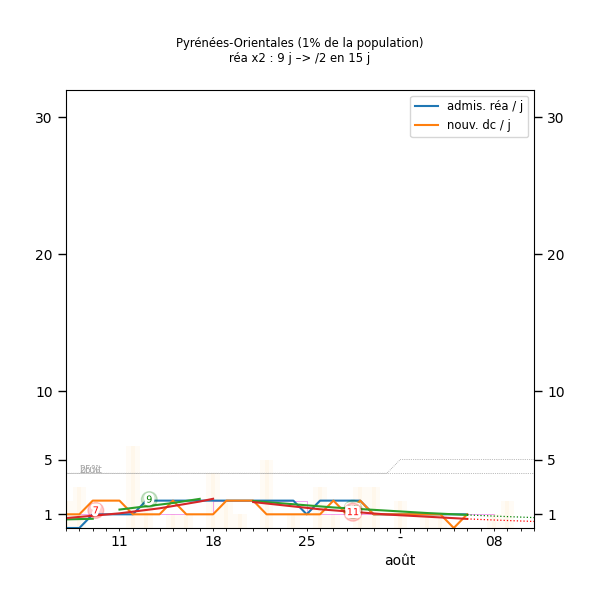 Pyrénées-Orientales (1% de la population)
réa x2 : 9 j –> /2 en 15 j
admis. réa / j
nouv. dc / j
30 30
20 20
10 10
5 5
1 1
7
9
11
11 18 25 - 08
août